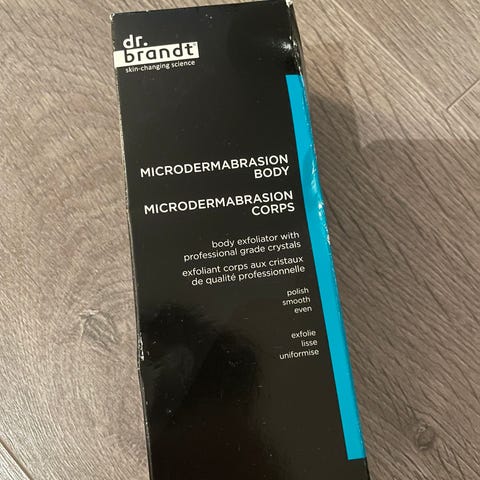 dr.
brandt
skin-changing science
MICRODERMABRASION
BODY
MICRODERMABRASION
CORPS
body exfoliator with
professional grade crystals
exfoliant corps aux cristaux
de qualité professionnelle
polish
smooth
even
exfolie
lisse
uniformise